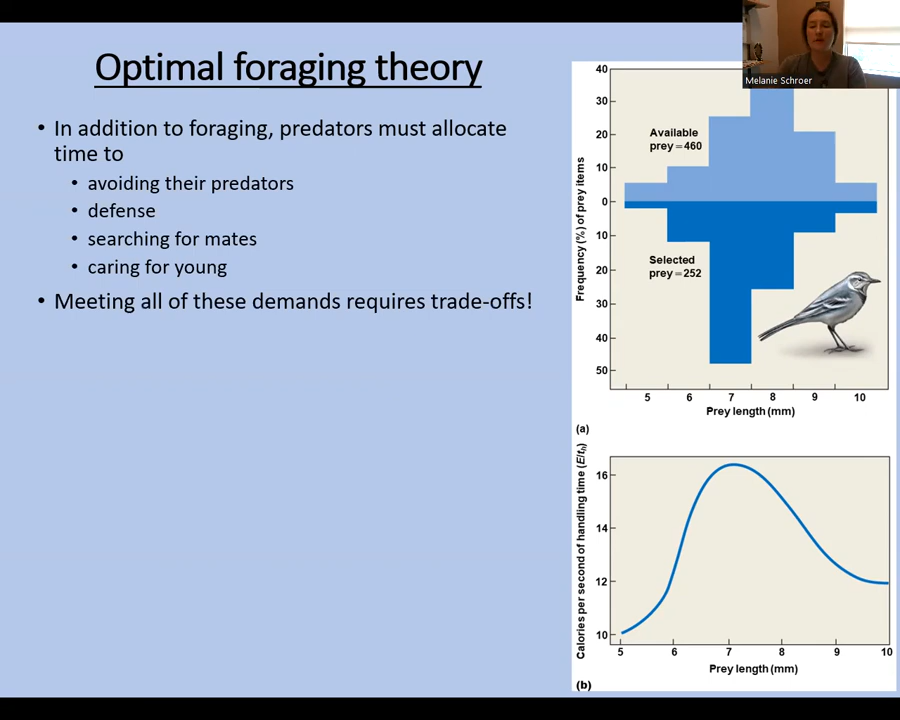 Optimal foraging theory
• In addition to foraging, predators must allocate
time to
• avoiding their predators
• defense
• searching for mates
• caring for young
• Meeting all of these demands requires trade-offs!
Melanie Schroer
Frequency (%) of prey items
40
30
20
10
0
10
20
30
40
50
Available
prey = 460
Selected
prey = 252
5 6 7 8 9 10
Prey length (mm)
(a)
Calories per second of handling time (E/th)
16
14
12
10
5 6 7 8 9 10
Prey length (mm)
(b)